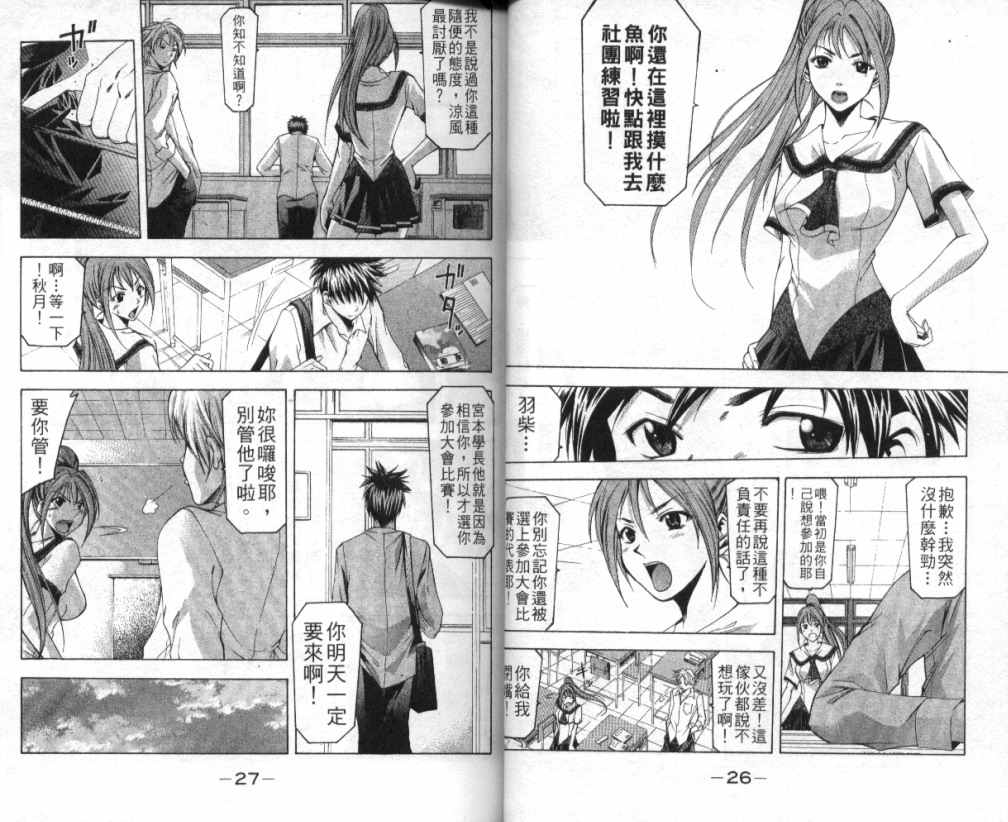 你還在這裡摸什麼
魚啊！快點跟我去
社團練習啦！
羽柴…
抱歉…我突然
沒什麼幹勁…
喂！當初是你自
己說想參加的耶
！
不要再說這種不
負責任的話了，
你別忘記你還被
選上參加大會比
賽的代表耶！
又沒差！這
傢伙都說不
想玩了啊！
你給我
閉嘴！
－26－
我不是說過你這種
隨便的態度，涼風
最討厭了嗎？
你知不知道啊？
ガッ
ガタ
啊…等一下
！秋月！
宮本學長他就是因為
相信你，所以才選你
參加大會比賽！
你明天一定
要來啊！
妳很囉唆耶，
別管他了啦。
要你管！
－27－